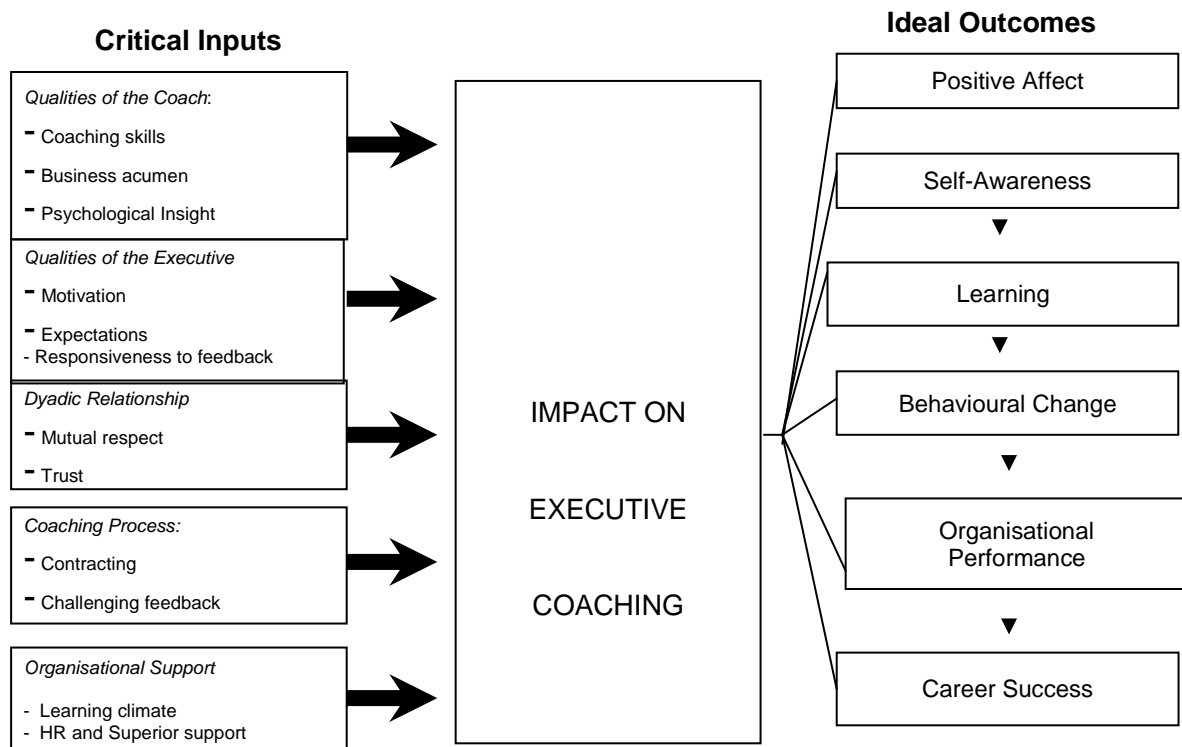 Critical Inputs
Qualities of the Coach:
- Coaching skills
- Business acumen
- Psychological Insight
Qualities of the Executive
- Motivation
- Expectations
- Responsiveness to feedback
Dyadic Relationship
- Mutual respect
- Trust
Coaching Process:
- Contracting
- Challenging feedback
Organisational Support
- Learning climate
- HR and Superior support
IMPACT ON
EXECUTIVE
COACHING
Ideal Outcomes
Positive Affect
Self-Awareness
Learning
Behavioural Change
Organisational
Performance
Career Success